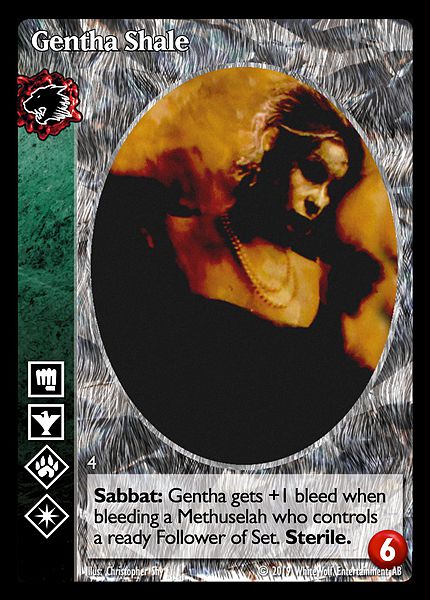 Gentha Shale
4
Sabbat: Gentha gets +1 bleed when
bleeding a Methuselah who controls
a ready Follower of Set. Sterile.
6
Illus: Christopher Shy © 2019 White Wolf Entertainment AB